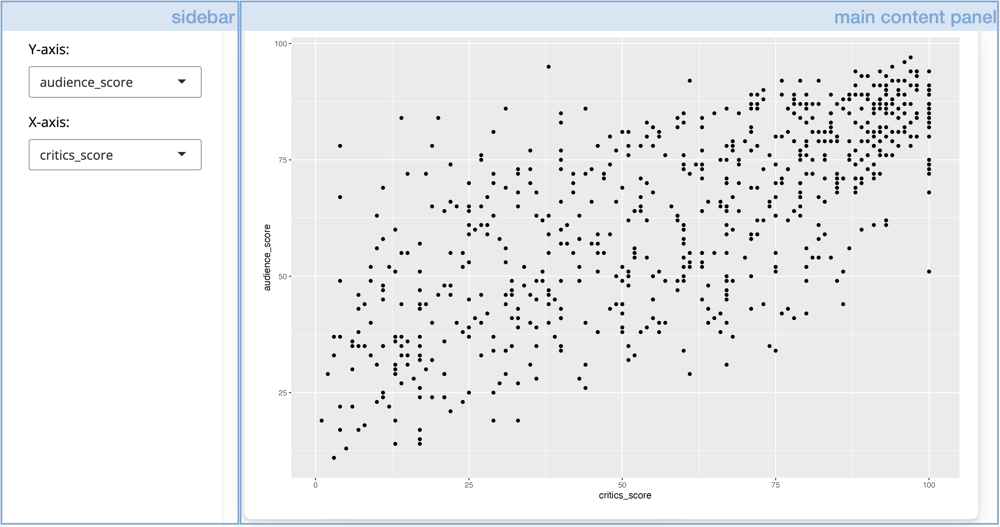 sidebar
main content panel
Y-axis:
audience_score
X-axis:
critics_score
100
75
50
25
audience_score
0 25 50 75 100
critics_score